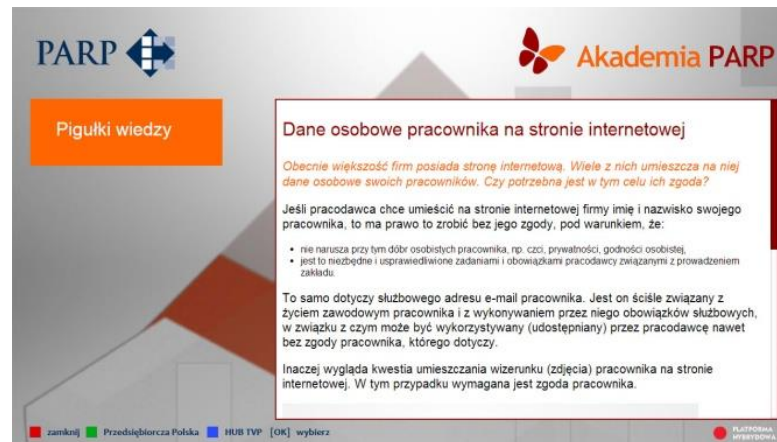 PARP
Akademia PARP
Pigułki wiedzy
Dane osobowe pracownika na stronie internetowej
Obecnie większość firm posiada stronę internetową. Wiele z nich umieszcza na niej
dane osobowe swoich pracowników. Czy potrzebna jest w tym celu ich zgoda?
Jeśli pracodawca chce umieścić na stronie internetowej firmy imię i nazwisko swojego
pracownika, to ma prawo to zrobić bez jego zgody, pod warunkiem, że:
• nie narusza przy tym dóbr osobistych pracownika, np. czci, prywatności, godności osobistej,
• jest to niezbędne i usprawiedliwione zadaniami i obowiązkami pracodawcy związanymi z prowadzeniem
zakładu.
To samo dotyczy służbowego adresu e-mail pracownika. Jest on ściśle związany z
życiem zawodowym pracownika i z wykonywaniem przez niego obowiązków służbowych,
w związku z czym może być wykorzystywany (udostępniany) przez pracodawcę nawet
bez zgody pracownika, którego dotyczy.
Inaczej wygląda kwestia umieszczania wizerunku (zdjęcia) pracownika na stronie
internetowej. W tym przypadku wymagana jest zgoda pracownika.
zamknij Przedsiębiorcza Polska HUB TVP [OK] wybierz
PLATFORMA
HYBRYDOWA